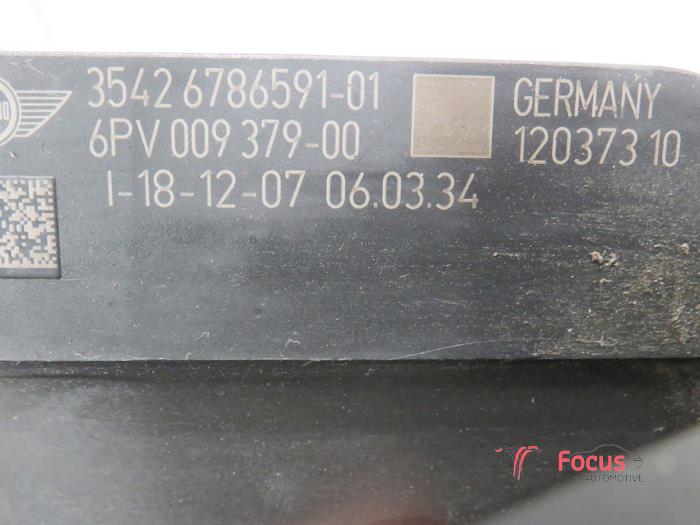 3542 6786591-01
6PV 009 379-00
I-18-12-07 06.03.34
GERMANY
12037310
Focus
AUTOMOTIVE